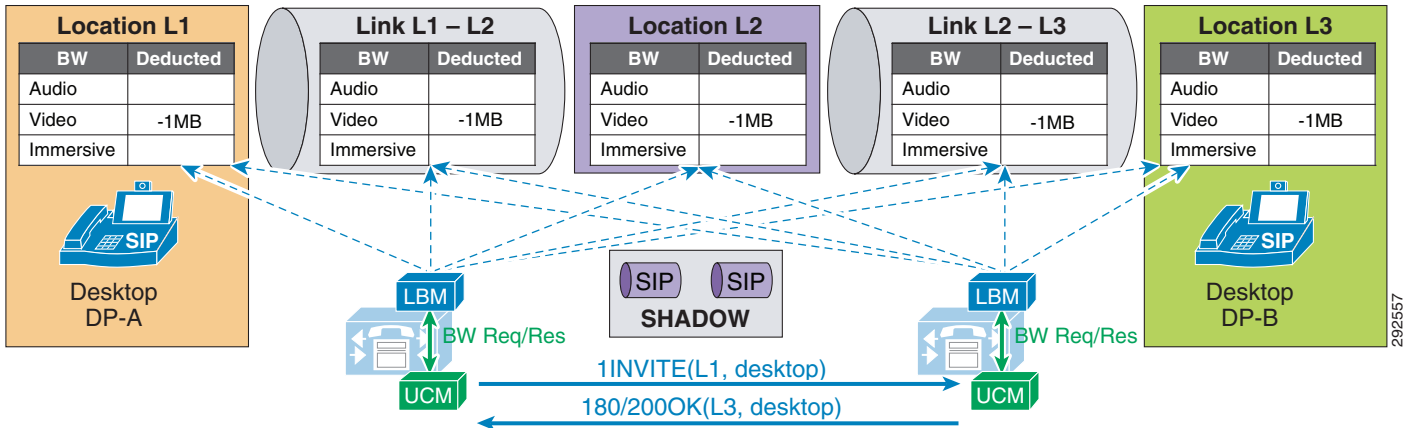 Location L1
BW Deducted
Audio
Video -1MB
Immersive
SIP
Desktop
DP-A
Link L1 – L2
BW Deducted
Audio
Video -1MB
Immersive
Location L2
BW Deducted
Audio
Video -1MB
Immersive
Link L2 – L3
BW Deducted
Audio
Video -1MB
Immersive
Location L3
BW Deducted
Audio
Video -1MB
Immersive
SIP
Desktop
DP-B
SIP SIP
SHADOW
LBM
BW Req/Res
UCM
LBM
BW Req/Res
UCM
1INVITE(L1, desktop)
180/200OK(L3, desktop)
292557